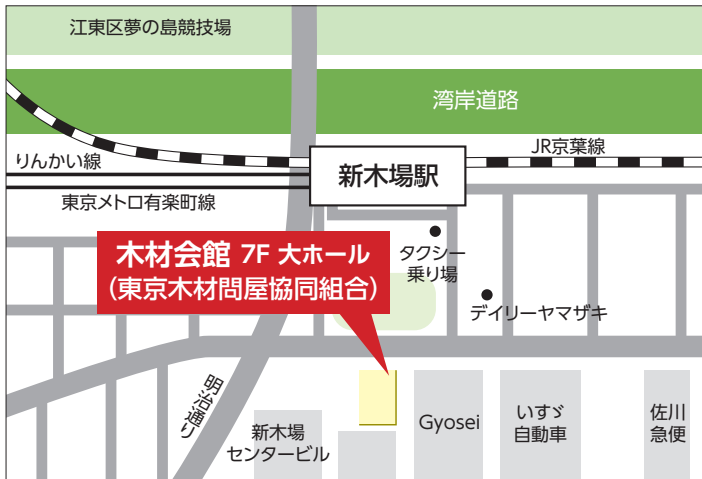 江東区夢の島競技場
湾岸道路
JR京葉線
りんかい線
新木場駅
東京メトロ有楽町線
木材会館 7F 大ホール
（東京木材問屋協同組合）
タクシー
乗り場
デイリーヤマザキ
明治通り
新木場
センタービル
Gyosei
いすゞ
自動車
佐川
急便